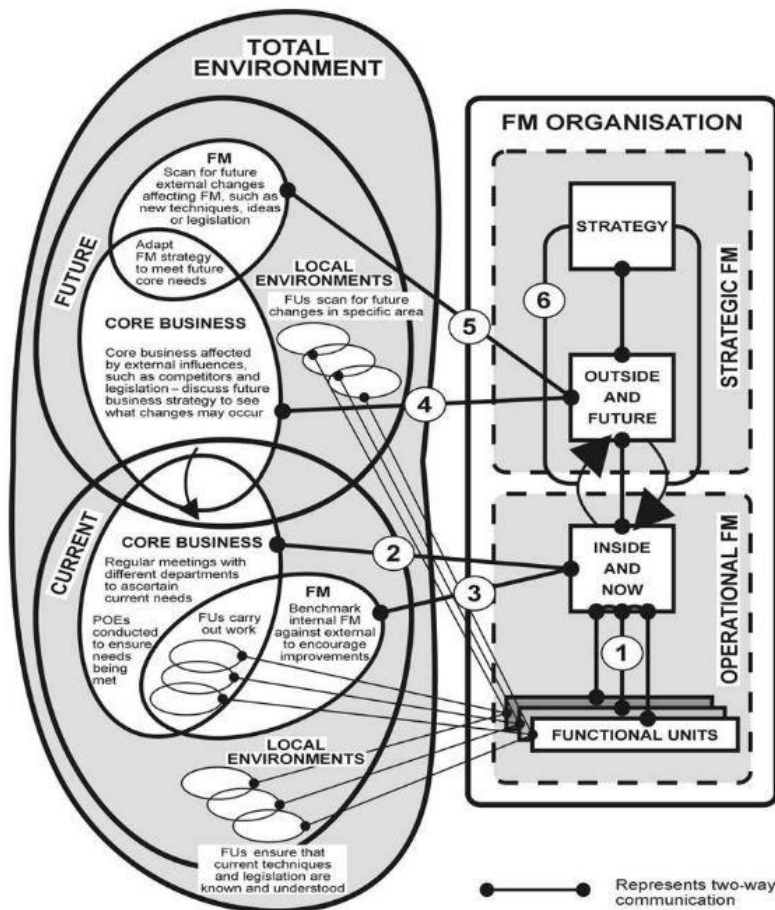 TOTAL
ENVIRONMENT
FM ORGANISATION
FM
Scan for future
external changes
affecting FM, such as
new techniques, ideas
or legislation
Adapt
FM strategy
to meet future
core needs
FUTURE
LOCAL ENVIRONMENTS
FUs scan for future
changes in specific area
CORE BUSINESS
Core business affected
by external influences,
such as competitors and
legislation – discuss future
business strategy to see
what changes may occur
STRATEGY
6
5
4
OUTSIDE
AND
FUTURE
STRATEGIC FM
CURRENT
CORE BUSINESS
Regular meetings with
different departments
to ascertain
current needs
POEs
conducted
to ensure
needs
being
met
FUs carry
out work
FM
Benchmark
internal FM
against external
to encourage
improvements
2
3
INSIDE
AND
NOW
1
OPERATIONAL FM
FUNCTIONAL UNITS
LOCAL
ENVIRONMENTS
FUs ensure that
current techniques
and legislation are
known and understood
Represents two-way
communication